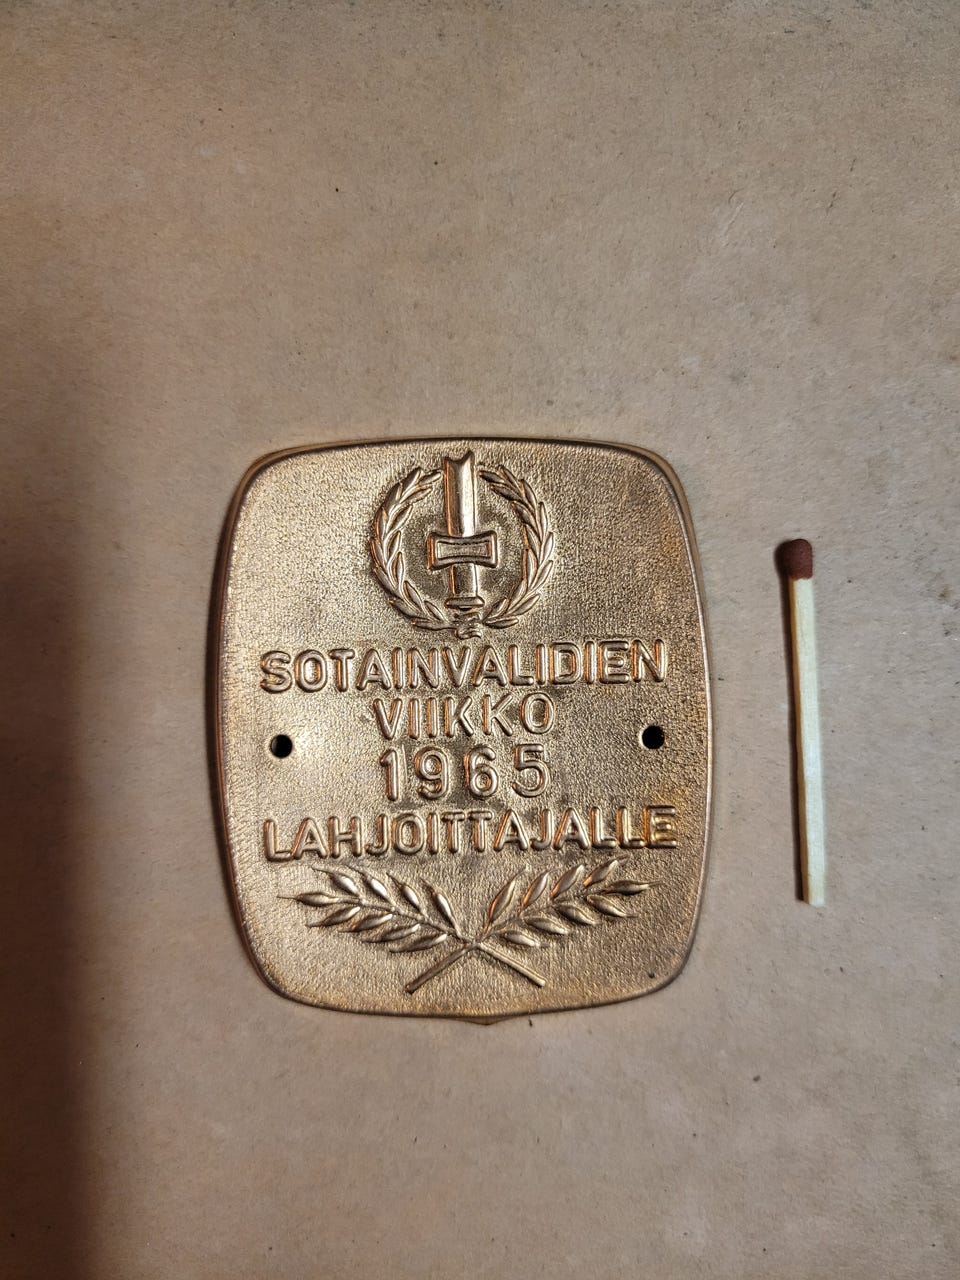 SOTAINVALIDIEN
VIIKKO
1965
LAHJOITTAJALLE